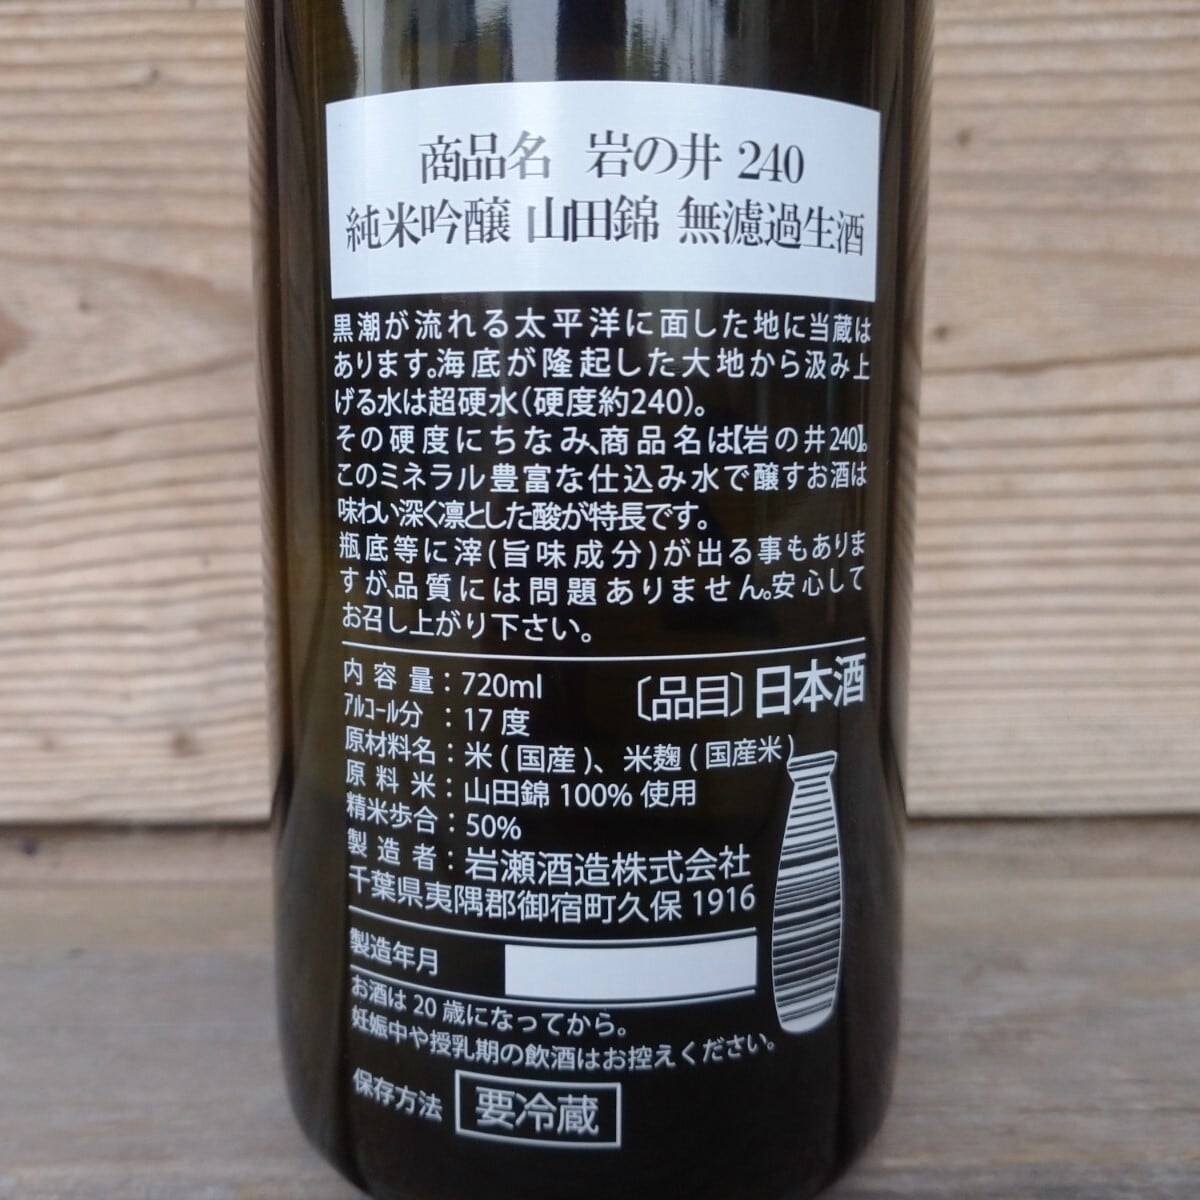 商品名 岩の井 240
純米吟醸 山田錦 無濾過生酒
黒潮が流れる太平洋に面した地に当蔵は
あります。海底が隆起した大地から汲み上
げる水は超硬水(硬度約240)。
その硬度にちなみ、商品名は【岩の井240】。
このミネラル豊富な仕込み水で醸すお酒は
味わい深く凛とした酸が特長です。
瓶底等に滓(旨味成分)が出る事もありま
すが、品質には問題ありません。安心して
お召し上がり下さい。
内容量：720ml 〔品目〕日本酒
ｱﾙｺｰﾙ分：17度
原材料名：米(国産)、米麹(国産米)
原料米：山田錦100%使用
精米歩合：50%
製造者：岩瀬酒造株式会社
千葉県夷隅郡御宿町久保1916
製造年月
お酒は20歳になってから。
妊娠中や授乳期の飲酒はお控えください。
保存方法 要冷蔵